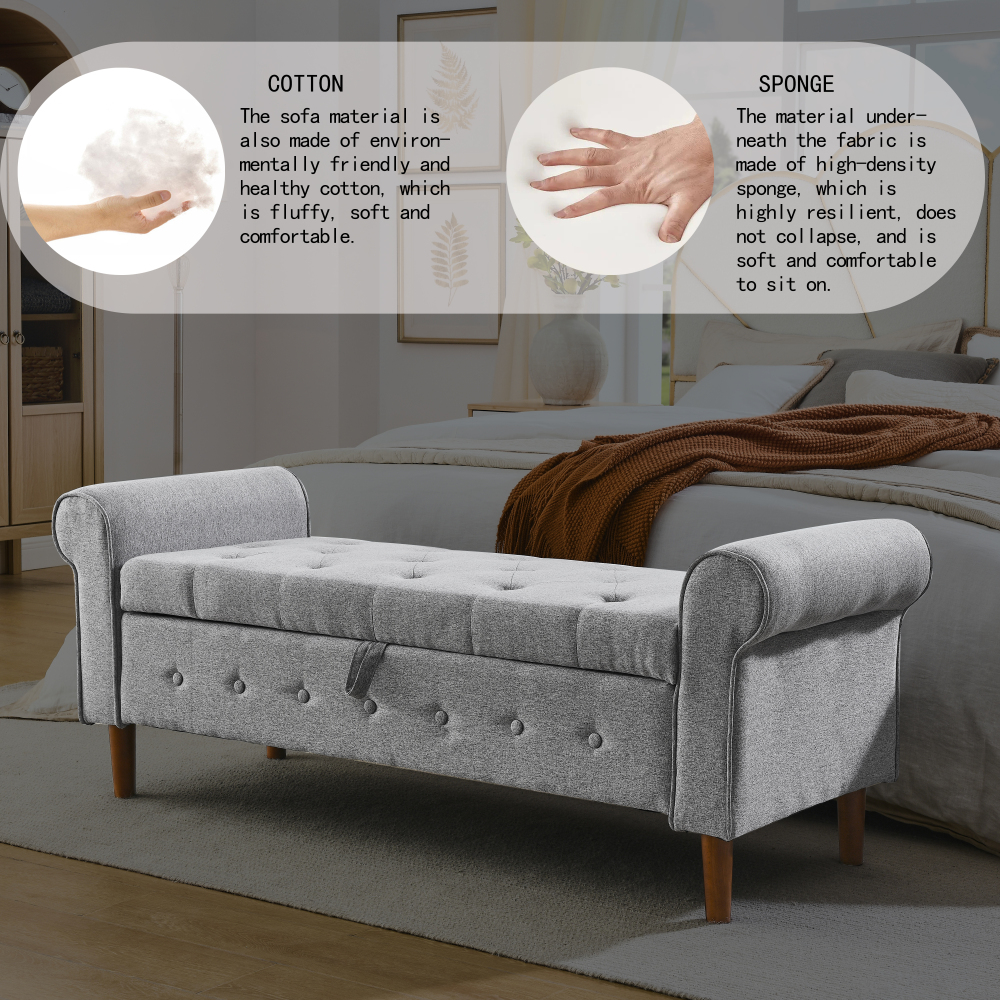 COTTON
The sofa material is
also made of environ-
mentally friendly and
healthy cotton, which
is fluffy, soft and
comfortable.
SPONGE
The material under-
neath the fabric is
made of high-density
sponge, which is
highly resilient, does
not collapse, and is
soft and comfortable
to sit on.